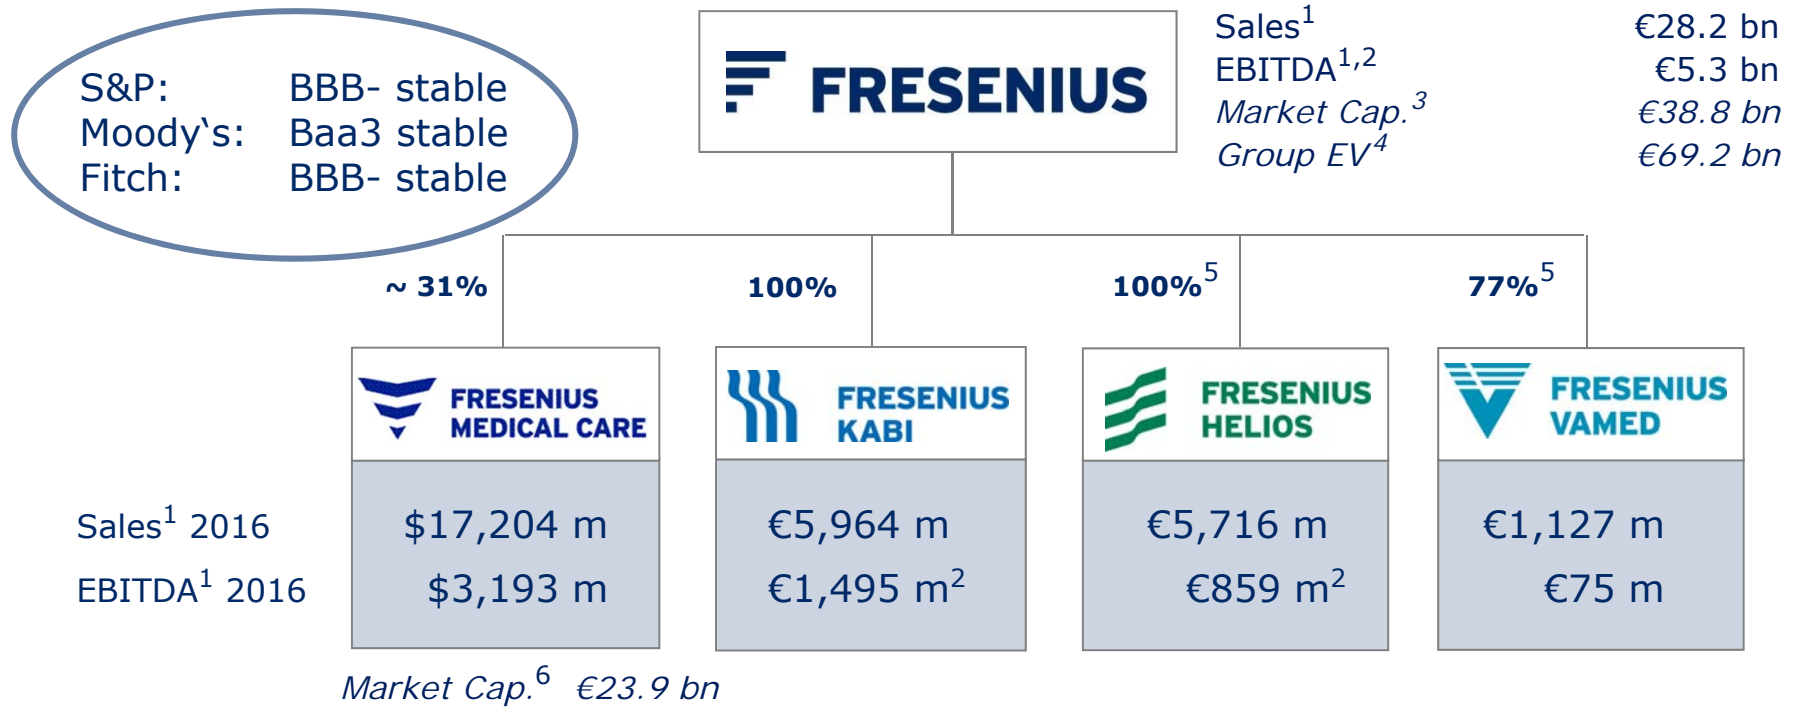 S&P: BBB- stable
Moody‘s: Baa3 stable
Fitch: BBB- stable
FRESENIUS
Sales1 €28.2 bn
EBITDA1,2 €5.3 bn
Market Cap.3 €38.8 bn
Group EV4 €69.2 bn
~ 31% 100% 100%5 77%5
FRESENIUS
MEDICAL CARE
FRESENIUS
KABI
FRESENIUS
HELIOS
FRESENIUS
VAMED
Sales1 2016 $17,204 m €5,964 m €5,716 m €1,127 m
EBITDA1 2016 $3,193 m €1,495 m2 €859 m2 €75 m
Market Cap.6 €23.9 bn